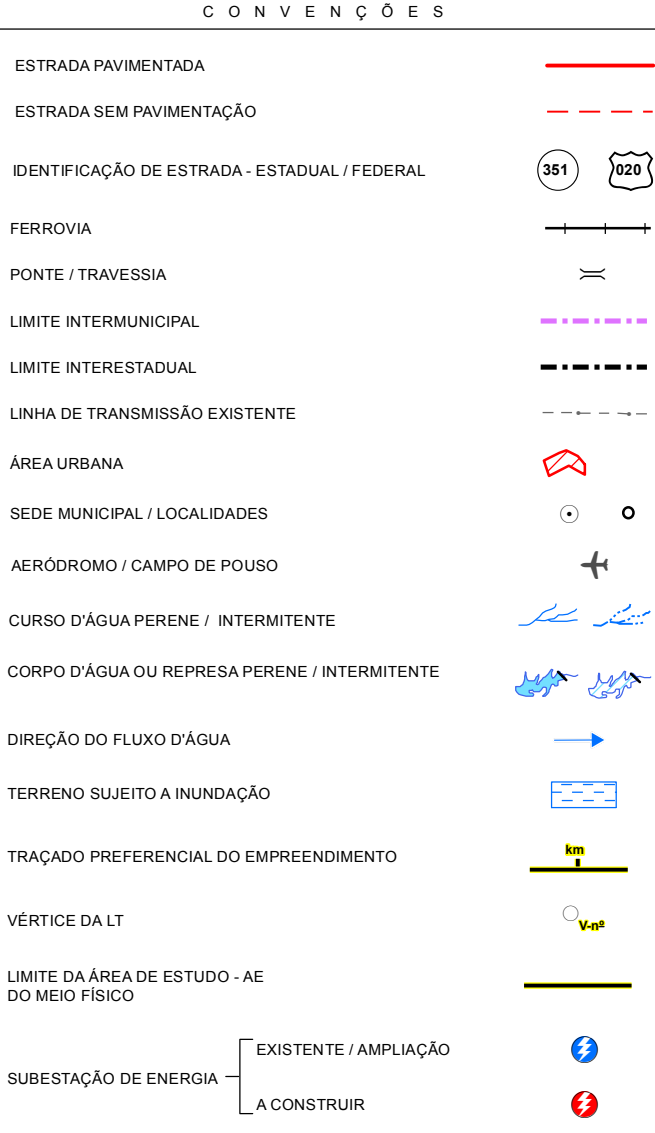 C O N V E N Ç Õ E S
ESTRADA PAVIMENTADA
ESTRADA SEM PAVIMENTAÇÃO
IDENTIFICAÇÃO DE ESTRADA - ESTADUAL / FEDERAL 351 020
FERROVIA
PONTE / TRAVESSIA
LIMITE INTERMUNICIPAL
LIMITE INTERESTADUAL
LINHA DE TRANSMISSÃO EXISTENTE
ÁREA URBANA
SEDE MUNICIPAL / LOCALIDADES
AERÓDROMO / CAMPO DE POUSO
CURSO D'ÁGUA PERENE / INTERMITENTE
CORPO D'ÁGUA OU REPRESA PERENE / INTERMITENTE
DIREÇÃO DO FLUXO D'ÁGUA
TERRENO SUJEITO A INUNDAÇÃO
TRAÇADO PREFERENCIAL DO EMPREENDIMENTO km
VÉRTICE DA LT V-nº
LIMITE DA ÁREA DE ESTUDO - AE
DO MEIO FÍSICO
SUBESTAÇÃO DE ENERGIA
EXISTENTE / AMPLIAÇÃO
A CONSTRUIR